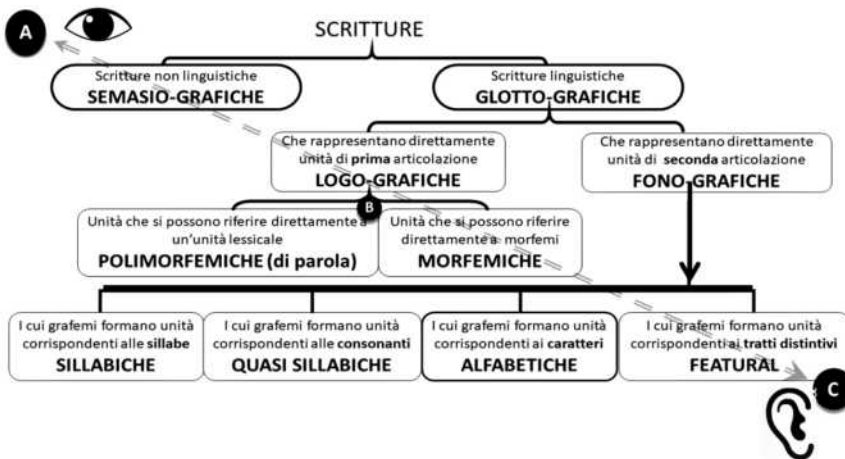 A
SCRITTURE
Scritture non linguistiche
SEMASIO-GRAFICHE
Scritture linguistiche
GLOTTO-GRAFICHE
Che rappresentano direttamente
unità di prima articolazione
LOGO-GRAFICHE
Che rappresentano direttamente
unità di seconda articolazione
FONO-GRAFICHE
B
Unità che si possono riferire direttamente a
un'unità lessicale
POLIMORFEMICHE (di parola)
Unità che si possono riferire
direttamente a morfemi
MORFEMICHE
I cui grafemi formano unità
corrispondenti alle sillabe
SILLABICHE
I cui grafemi formano unità
corrispondenti alle consonanti
QUASI SILLABICHE
I cui grafemi formano unità
corrispondenti ai caratteri
ALFABETICHE
I cui grafemi formano unità
corrispondenti ai tratti distintivi
FEATURAL
C